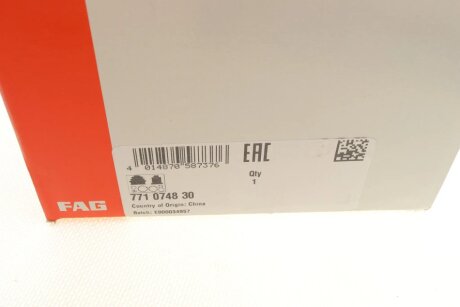 4 014870 587376
EAC
Qty
1
771 0748 30
Country of Origin: China
FAG